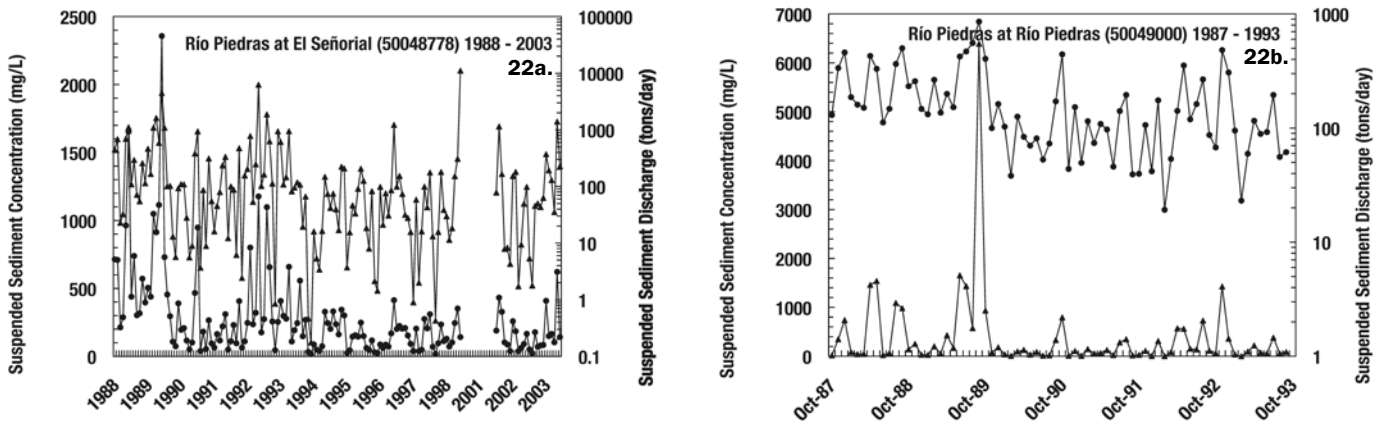 Río Piedras at El Señorial (50048778) 1988 - 2003
22a.
Suspended Sediment Concentration (mg/L)
2500
2000
1500
1000
500
0
Suspended Sediment Discharge (tons/day)
100000
10000
1000
100
10
1
0.1
1988
1989
1990
1991
1992
1993
1994
1995
1996
1997
1998
2001
2002
2003
Río Piedras at Río Piedras (50049000) 1987 - 1993
22b.
Suspended Sediment Concentration (mg/L)
7000
6000
5000
4000
3000
2000
1000
0
Suspended Sediment Discharge (tons/day)
1000
100
10
1
Oct-87
Oct-88
Oct-89
Oct-90
Oct-91
Oct-92
Oct-93